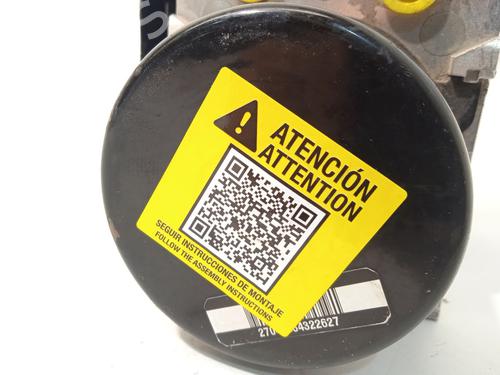 ATENCIÓN
ATTENTION
SEGUIR INSTRUCCIONES DE MONTAJE
FOLLOW THE ASSEMBLY INSTRUCTIONS